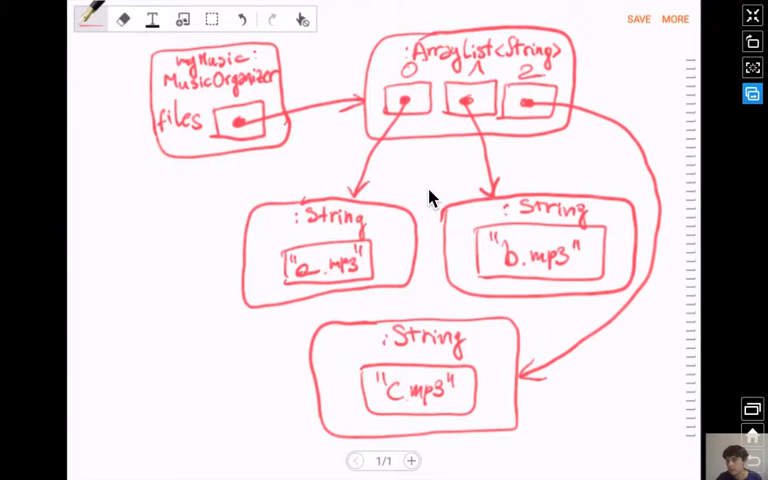 SAVE MORE
myMusic:
MusicOrganizer
files
:ArrayList<String>
0 1 2
:String
"a.mp3"
:String
"b.mp3"
:String
"c.mp3"
1/1